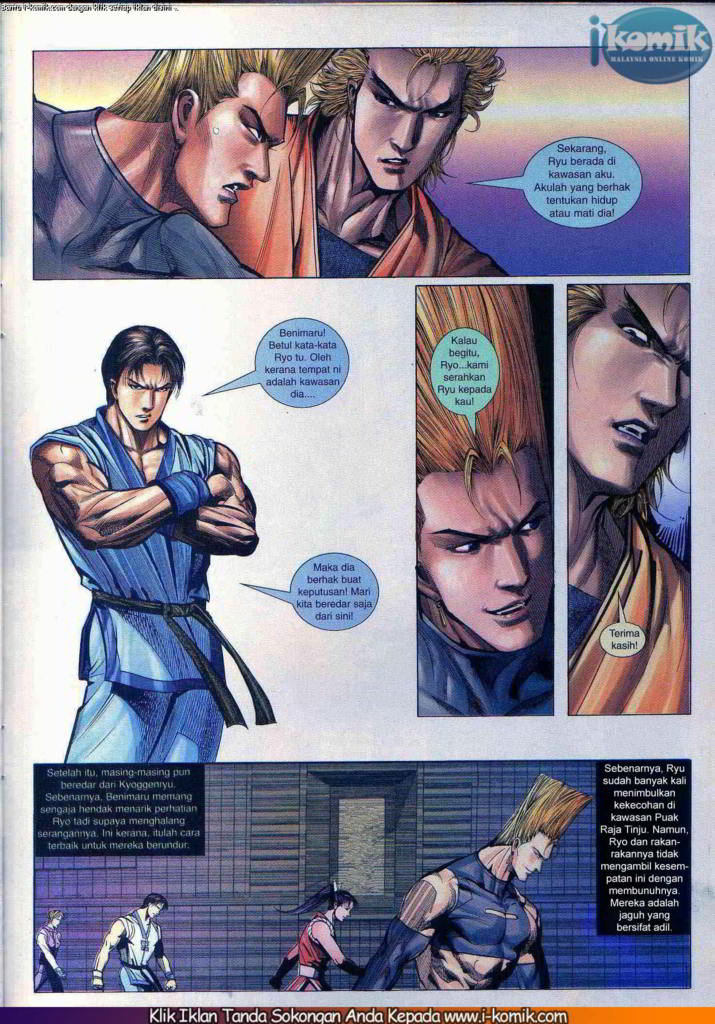 ikomik
MALAYSIA ONLINE KOMIK
Sekarang,
Ryu berada di
kawasan aku.
Akulah yang berhak
tentukan hidup
atau mati dia!
Benimaru!
Betul kata-kata
Ryo tu. Oleh
kerana tempat ni
adalah kawasan
dia....
Kalau
begitu,
Ryo...kami
serahkan
Ryu kepada
kau!
Maka dia
berhak buat
keputusan! Mari
kita beredar saja
dari sini!
Terima
kasih!
Setelah itu, masing-masing pun
beredar dari Kyoggenryu.
Sebenarnya, Benimaru memang
sengaja hendak menarik perhatian
Ryo tadi supaya menghalang
serangannya. Ini kerana, itulah cara
terbaik untuk mereka berundur.
Sebenarnya, Ryu
sudah banyak kali
menimbulkan
kekecohan di
kawasan Puak
Raja Tinju. Namun,
Ryo dan rakan-
rakannya tidak
mengambil kesem-
patan ini dengan
membunuhnya.
Mereka adalah
jaguh yang
bersifat adil.
Klik Iklan Tanda Sokongan Anda Kepada www.i-komik.com